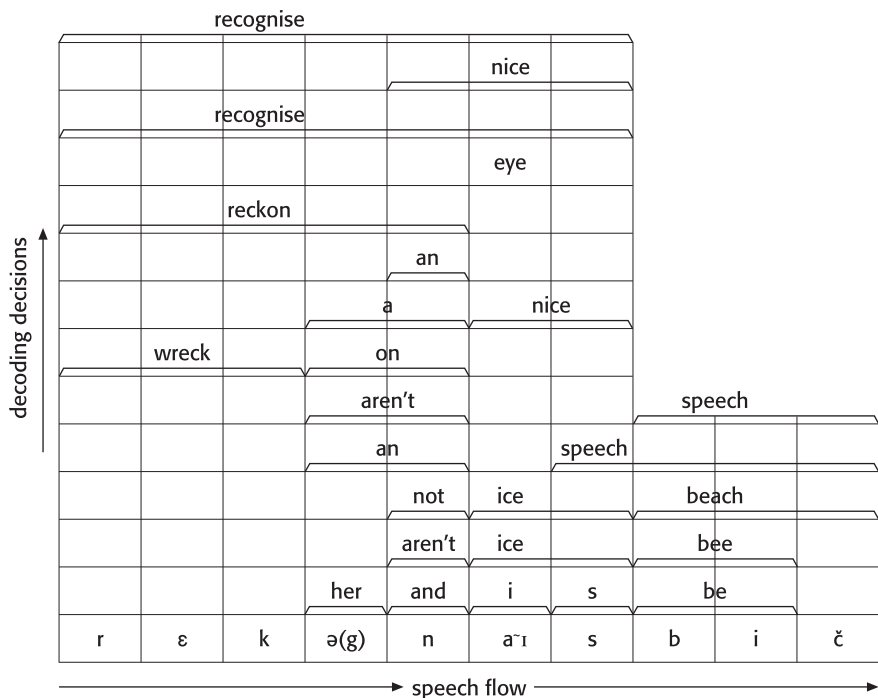 recognise
nice
recognise
eye
reckon
an
a nice
wreck on
aren't speech
an speech
not ice beach
aren't ice bee
her and i s be
r ɛ k ə(g) n a˜ɪ s b i č
speech flow
decoding decisions